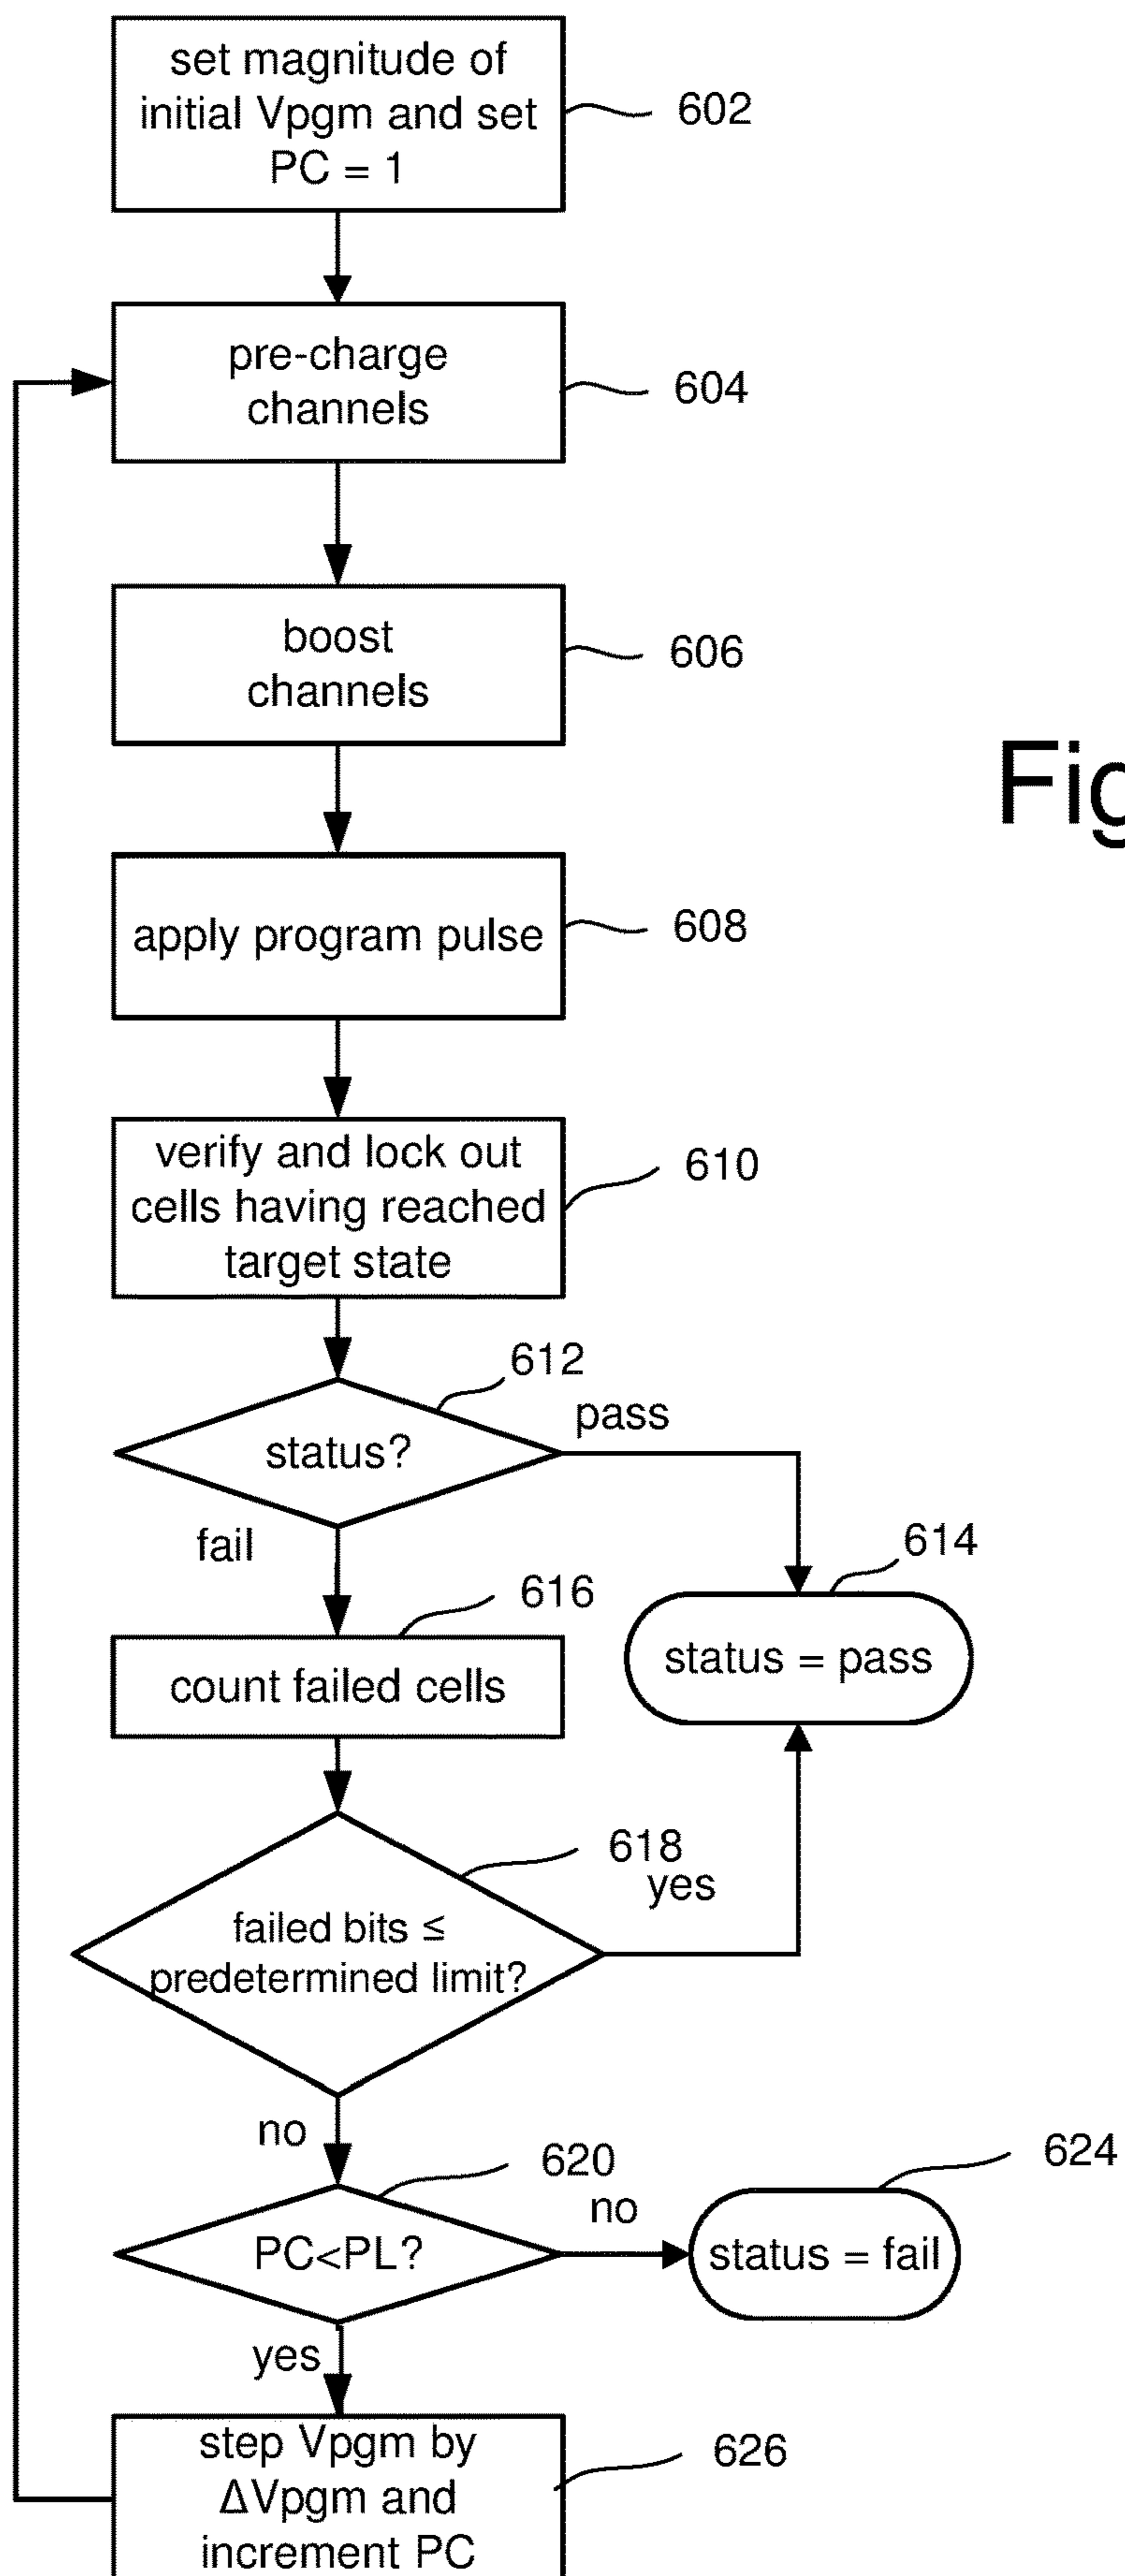 set magnitude of
initial Vpgm and set
PC = 1
602
pre-charge
channels
604
boost
channels
606
Fig
apply program pulse
608
verify and lock out
cells having reached
target state
610
612
status?
pass
fail
614
status = pass
616
count failed cells
618
yes
failed bits ≤
predetermined limit?
no
620
PC<PL?
no
624
status = fail
yes
step Vpgm by
ΔVpgm and
increment PC
626